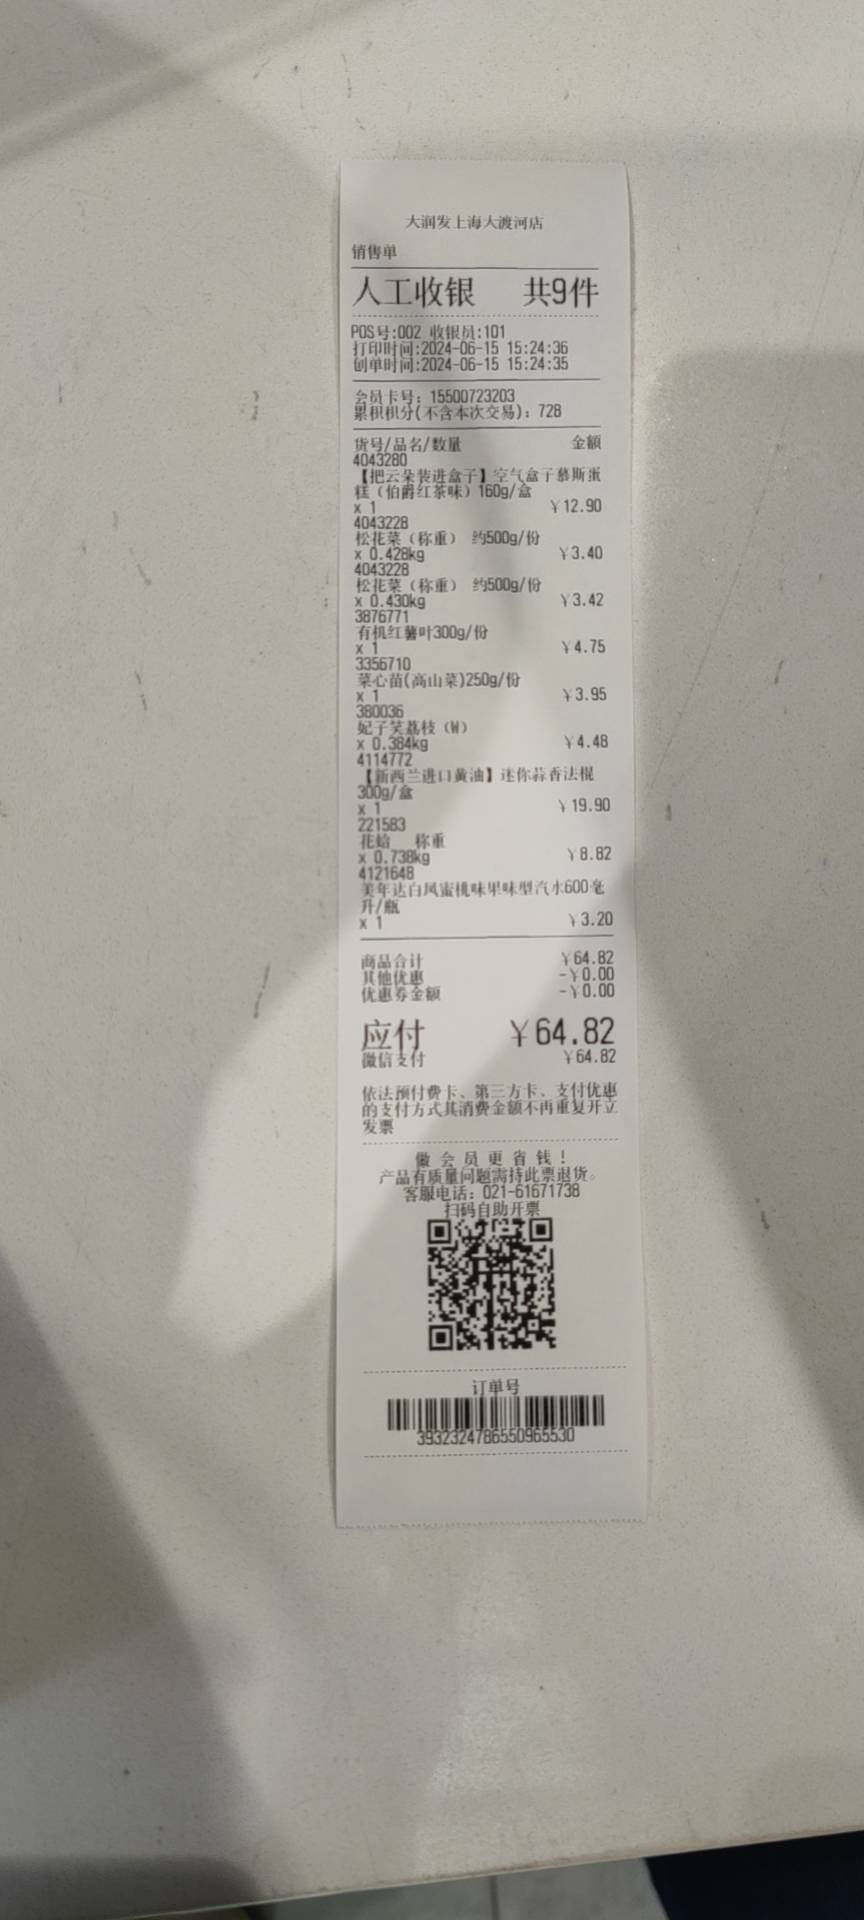 大润发上海大渡河店
销售单
人工收银 共9件
POS号:002 收银员:101
打印时间:2024-06-15 15:24:36
创单时间:2024-06-15 15:24:35
会员卡号: 15500723203
累积积分(不含本次交易): 728
货号/品名/数量 金额
4043280
【把云朵装进盒子】空气盒子慕斯蛋
糕（伯爵红茶味）160g/盒
x 1 ￥12.90
4043228
松花菜（称重） 约500g/份
x 0.428kg ￥3.40
4043228
松花菜（称重） 约500g/份
x 0.430kg ￥3.42
3876771
有机红薯叶300g/份
x 1 ￥4.75
3356710
菜心苗(高山菜)250g/份
x 1 ￥3.95
380036
妃子笑荔枝（W）
x 0.384kg ￥4.48
4114772
【新西兰进口黄油】迷你蒜香法棍
300g/盒
x 1 ￥19.90
221583
花蛤 称重
x 0.738kg ￥8.82
4121648
美年达白凤蜜桃味果味型汽水600毫
升/瓶
x 1 ￥3.20
商品合计 ￥64.82
其他优惠 -￥0.00
优惠券金额 -￥0.00
应付 ￥64.82
微信支付 ￥64.82
依法预付费卡、第三方卡、支付优惠
的支付方式其消费金额不再重复开立
发票
做会员更省钱！
产品有质量问题需持此票退货。
客服电话: 021-61671738
扫码自助开票
订单号
3932324786550965530